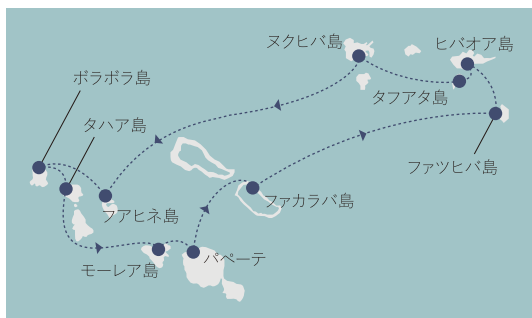 ヌクヒバ島
ヒバオア島
ボラボラ島
タフアタ島
タハア島
ファツヒバ島
ファカラバ島
フアヒネ島
モーレア島
パペーテ